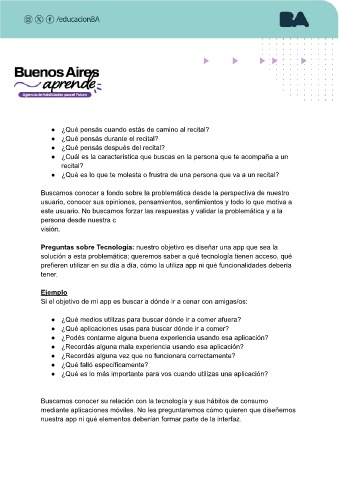 /educacionBA
BA
Buenos Aires
aprende
Agencia de Habilidades para el Futuro
● ¿Qué pensás cuando estás de camino al recital?
● ¿Qué pensás durante el recital?
● ¿Qué pensás después del recital?
● ¿Cuál es la característica que buscas en la persona que te acompaña a un
recital?
● ¿Qué es lo que te molesta o frustra de una persona que va a un recital?
Buscamos conocer a fondo sobre la problemática desde la perspectiva de nuestro
usuario, conocer sus opiniones, pensamientos, sentimientos y todo lo que motiva a
este usuario. No buscamos forzar las respuestas y validar la problemática y a la
persona desde nuestra c
visión.
Preguntas sobre Tecnología: nuestro objetivo es diseñar una app que sea la
solución a esta problemática; queremos saber a qué tecnología tienen acceso, qué
prefieren utilizar en su día a día, cómo la utiliza app ni qué funcionalidades debería
tener.
Ejemplo
Si el objetivo de mi app es buscar a dónde ir a cenar con amigas/os:
● ¿Qué medios utilizas para buscar dónde ir a comer afuera?
● ¿Qué aplicaciones usas para buscar dónde ir a comer?
● ¿Podés contarme alguna buena experiencia usando esa aplicación?
● ¿Recordás alguna mala experiencia usando esa aplicación?
● ¿Recordás alguna vez que no funcionara correctamente?
● ¿Qué falló específicamente?
● ¿Qué es lo más importante para vos cuando utilizas una aplicación?
Buscamos conocer su relación con la tecnología y sus hábitos de consumo
mediante aplicaciones móviles. No les preguntaremos cómo quieren que diseñemos
nuestra app ni qué elementos deberían formar parte de la interfaz.